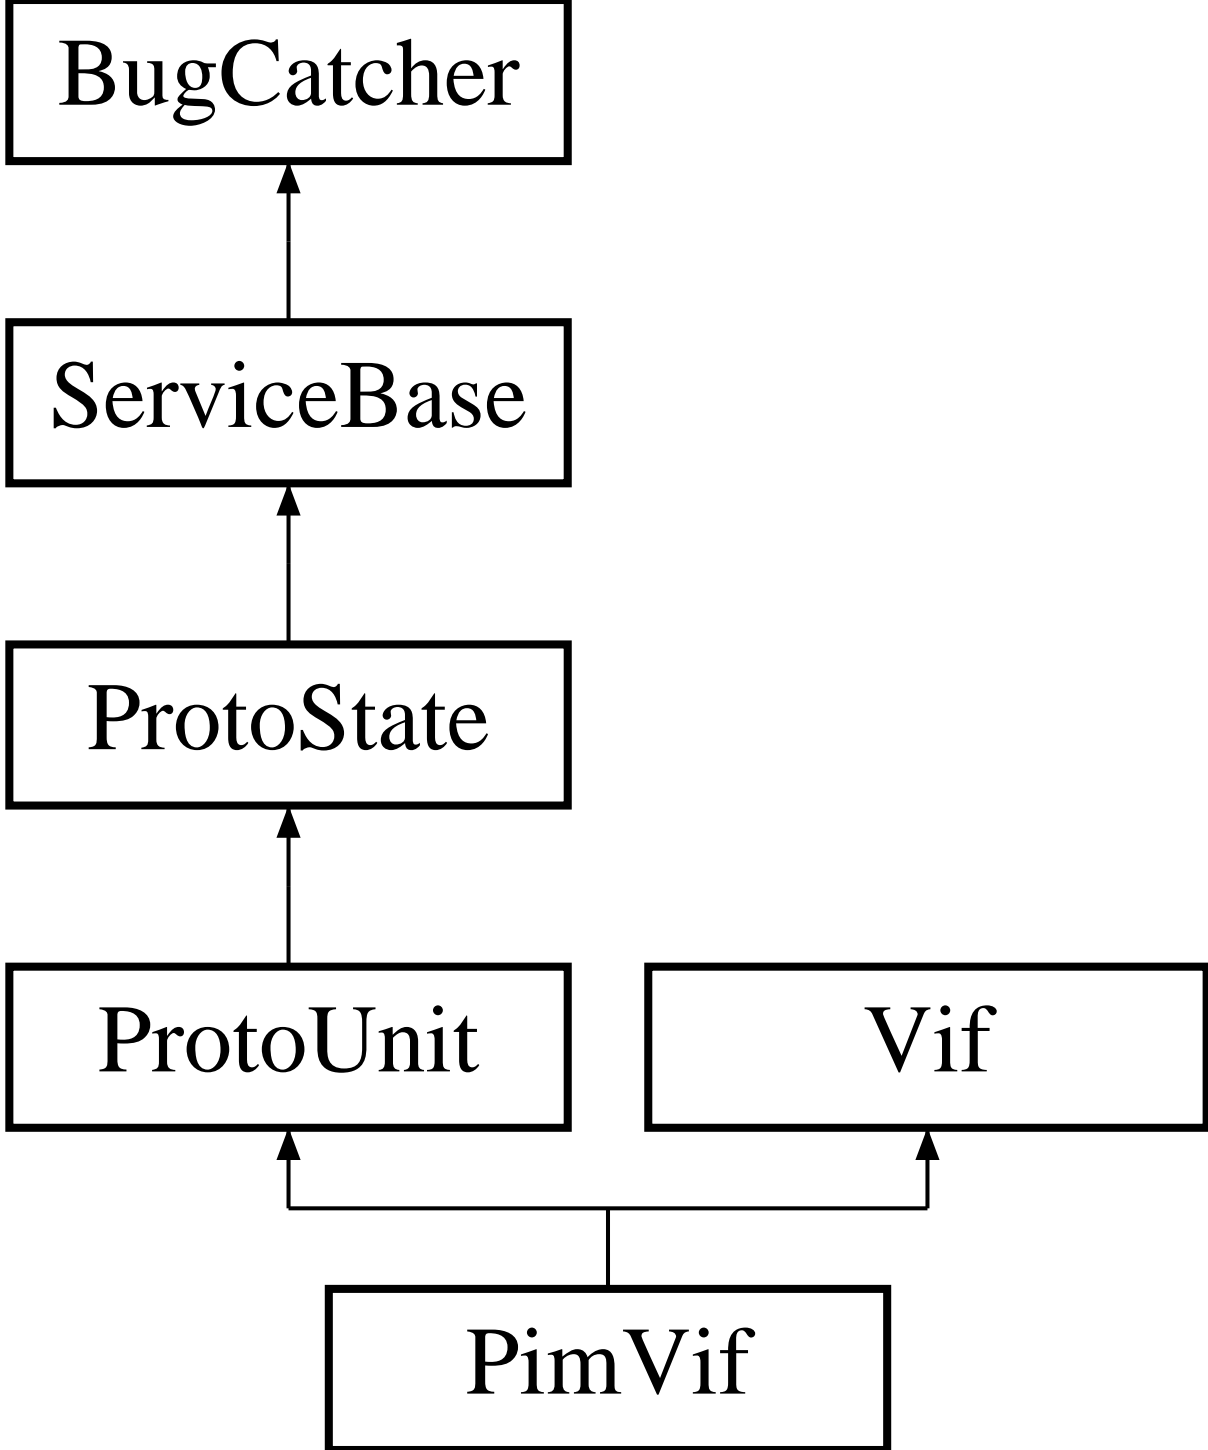 BugCatcher
ServiceBase
ProtoState
ProtoUnit
Vif
PimVif